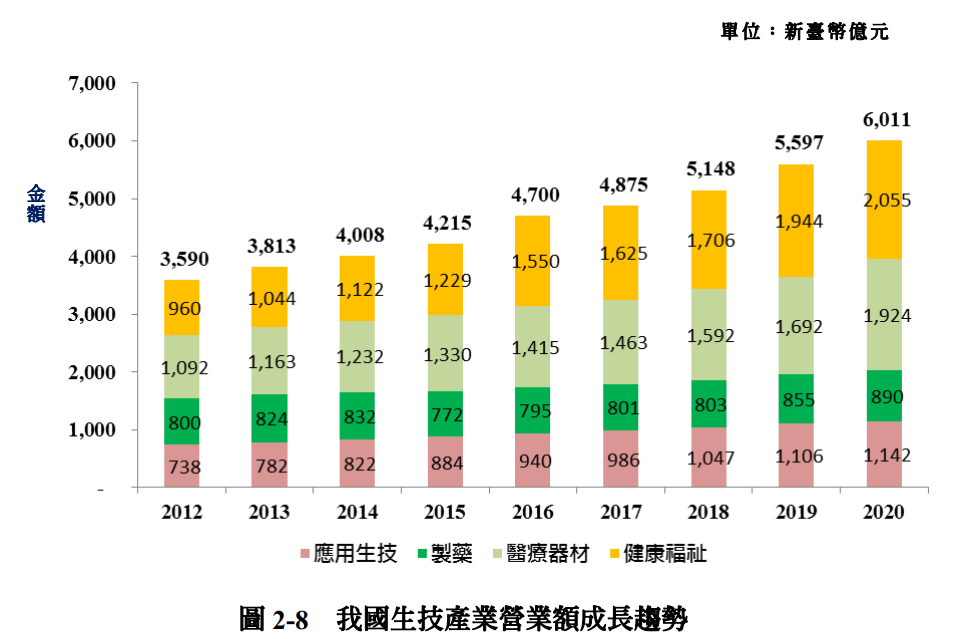 單位：新臺幣億元
7,000
6,000
5,000
4,000
3,000
2,000
1,000
-
金額
3,590 3,813 4,008 4,215 4,700 4,875 5,148 5,597 6,011
960 1,044 1,122 1,229 1,550 1,625 1,706 1,944 2,055
1,092 1,163 1,232 1,330 1,415 1,463 1,592 1,692 1,924
800 824 832 772 795 801 803 855 890
738 782 822 884 940 986 1,047 1,106 1,142
2012 2013 2014 2015 2016 2017 2018 2019 2020
應用生技 製藥 醫療器材 健康福祉
圖 2-8 我國生技產業營業額成長趨勢